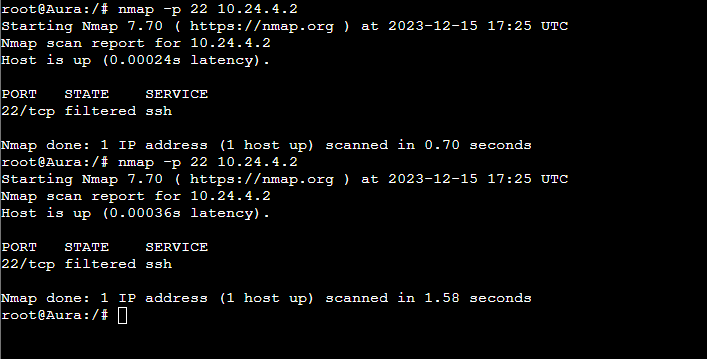 root@Aura:/# nmap -p 22 10.24.4.2
Starting Nmap 7.70 ( https://nmap.org ) at 2023-12-15 17:25 UTC
Nmap scan report for 10.24.4.2
Host is up (0.00024s latency).

PORT   STATE    SERVICE
22/tcp filtered ssh

Nmap done: 1 IP address (1 host up) scanned in 0.70 seconds
root@Aura:/# nmap -p 22 10.24.4.2
Starting Nmap 7.70 ( https://nmap.org ) at 2023-12-15 17:25 UTC
Nmap scan report for 10.24.4.2
Host is up (0.00036s latency).

PORT   STATE    SERVICE
22/tcp filtered ssh

Nmap done: 1 IP address (1 host up) scanned in 1.58 seconds
root@Aura:/#